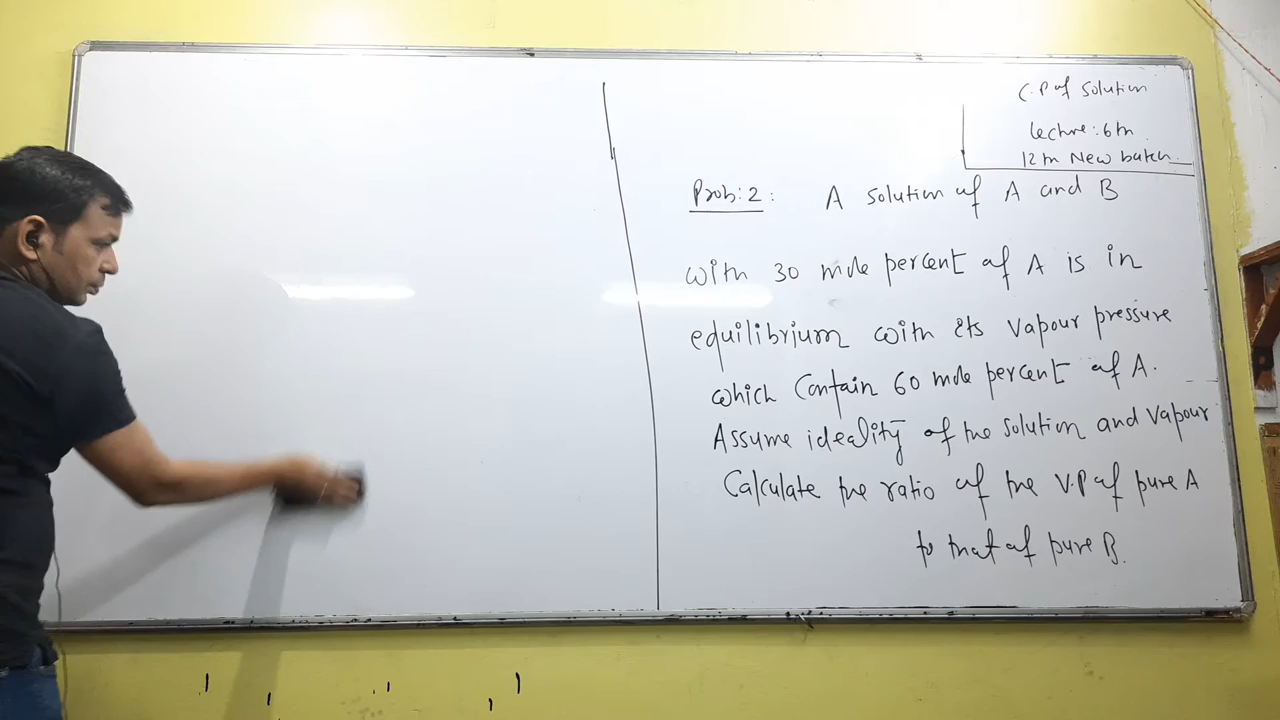 C.P of Solution
Lecture: 6th
12th New batch
Prob: 2: A solution of A and B
with 30 mole percent of A is in
equilibrium with its vapour pressure
which Contain 60 mole percent of A.
Assume ideality of the solution and Vapour
Calculate the ratio of the V.P of pure A
to that of pure B.